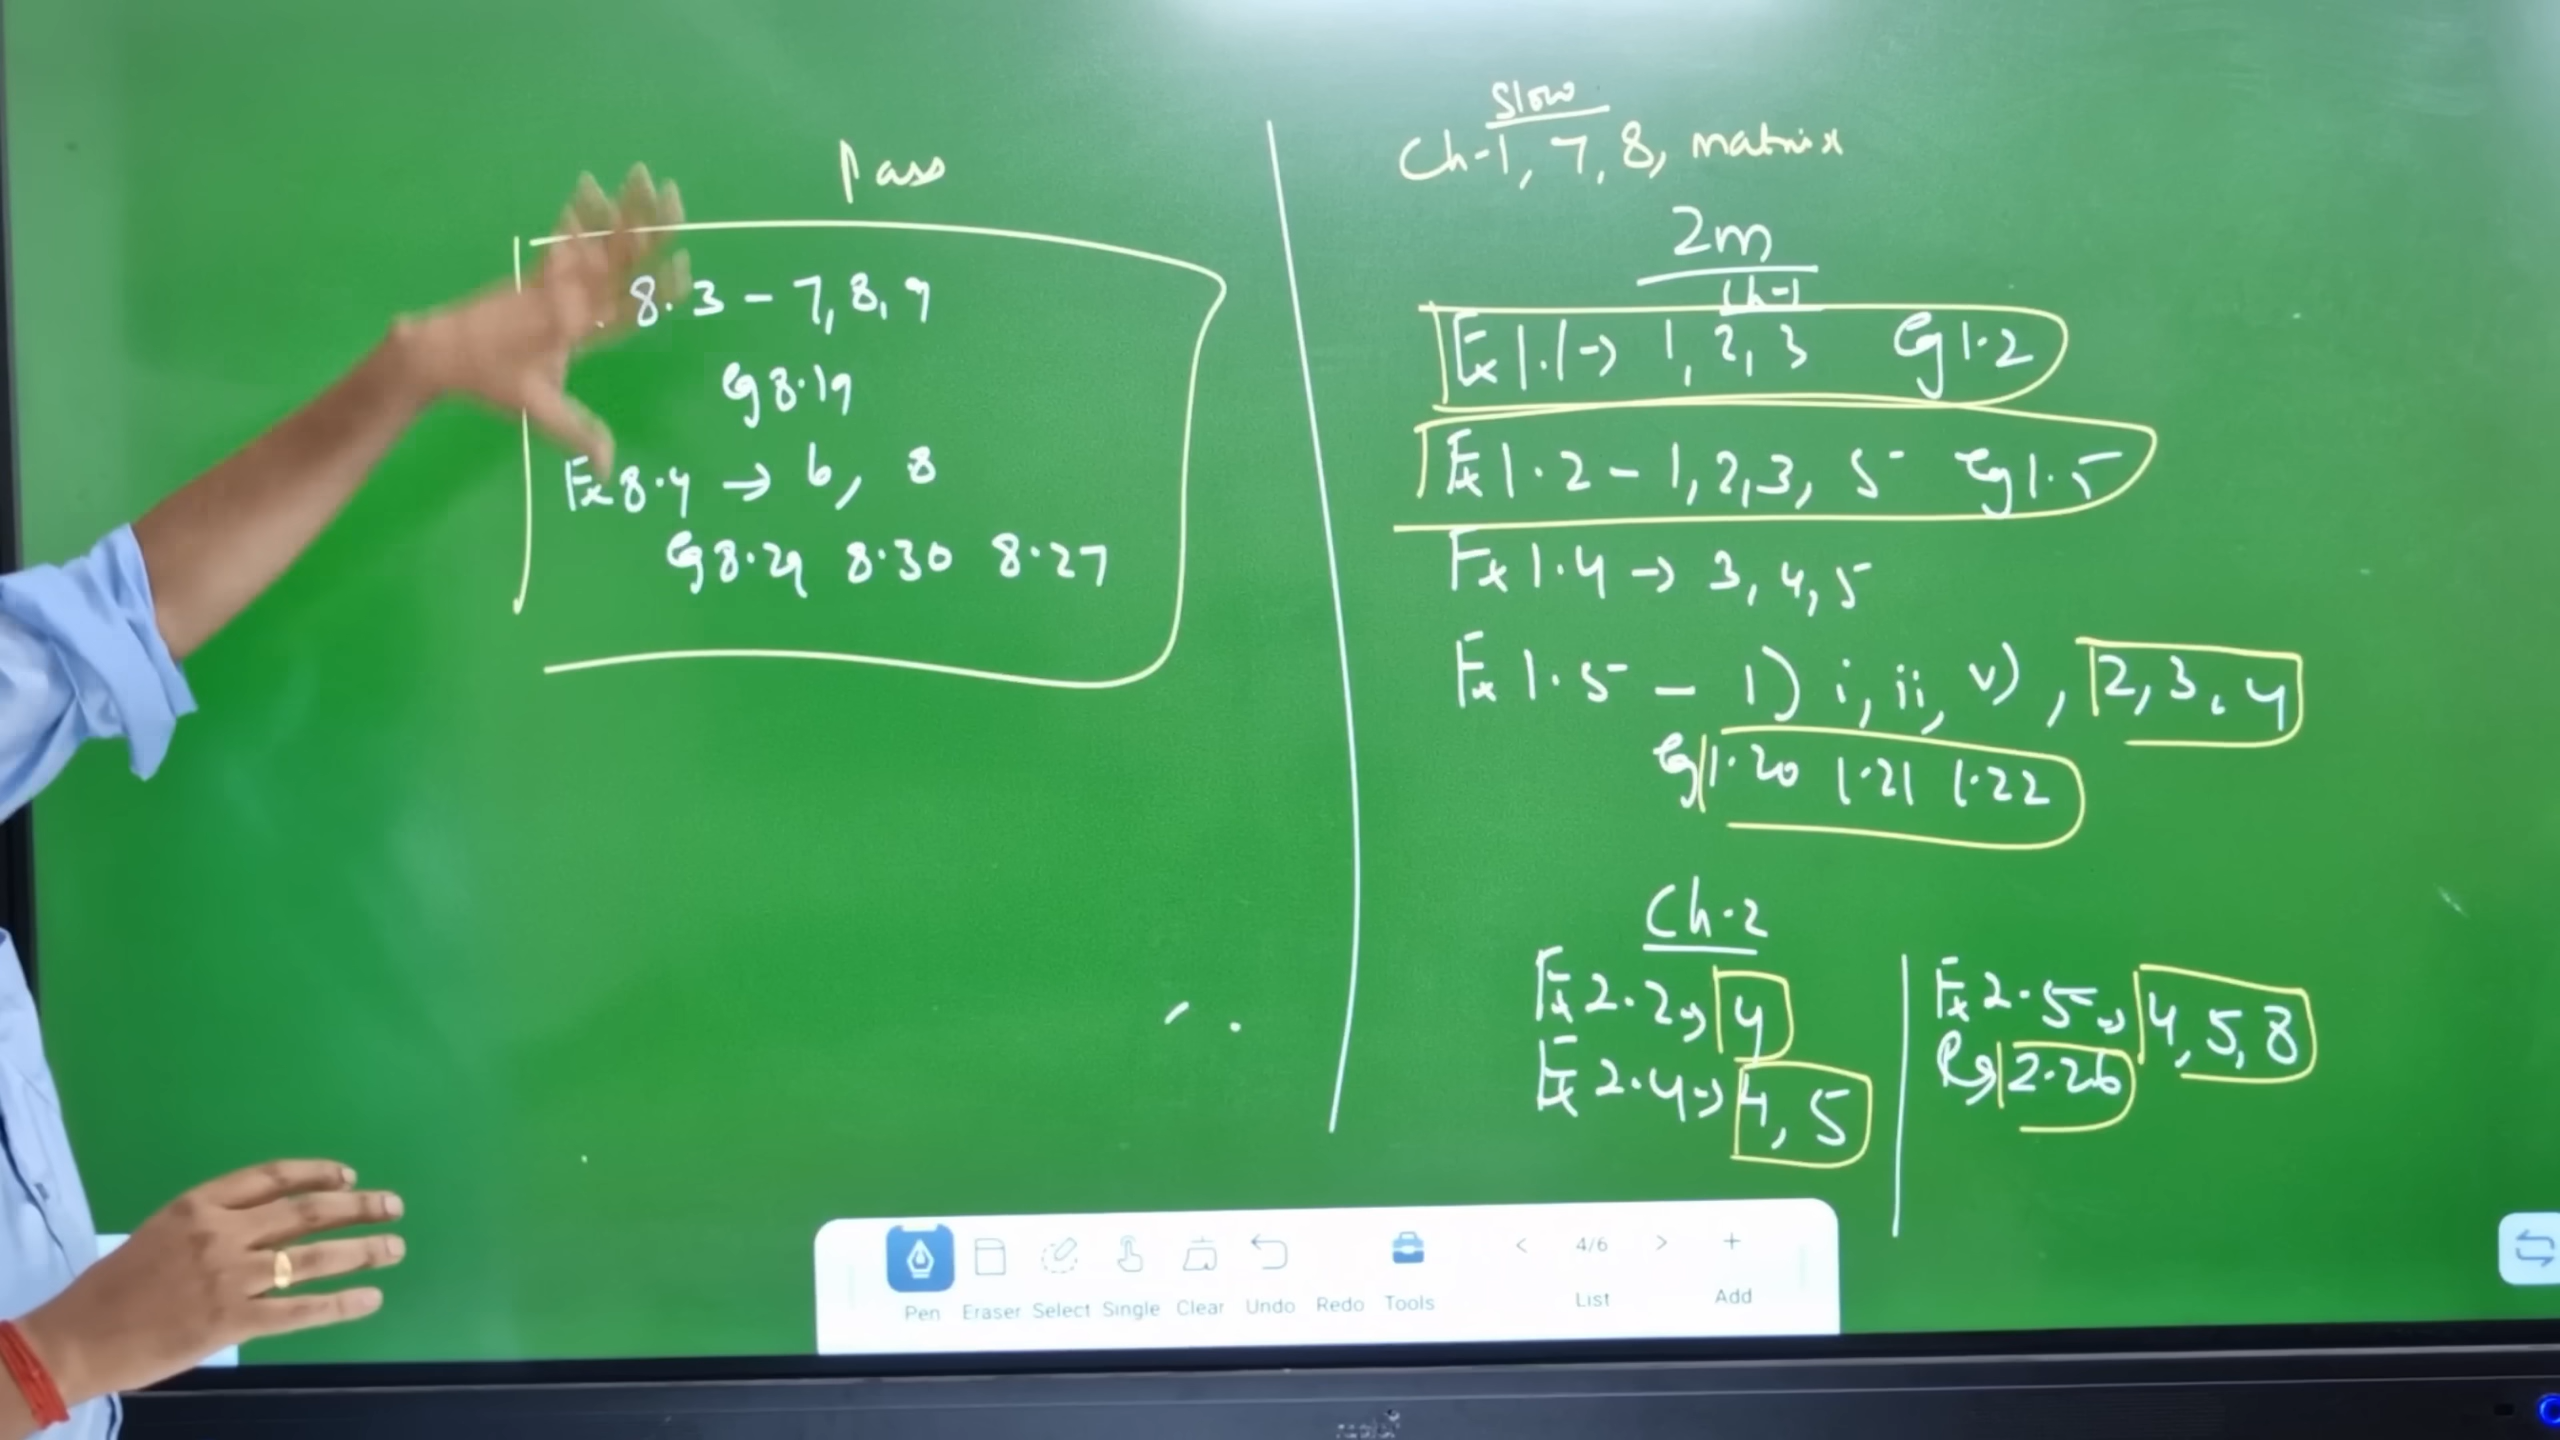 Pass
8.3 - 7, 8, 9
Eg 8.19
Ex 8.4 → 6, 8
Eg 8.29 8.30 8.27
Slow
Ch-1, 7, 8, matrix
2m
Ch-1
Ex 1.1 → 1, 2, 3 Eg 1.2
Ex 1.2 - 1, 2, 3, 5 Eg 1.5
Ex 1.4 → 3, 4, 5
Ex 1.5 - 1) i, ii, v), 2, 3, 4
Eg 1.20 1.21 1.22
Ch.2
Ex 2.2 → 4
Ex 2.4 → 4, 5
Ex 2.5 → 4, 5, 8
Eg 2.26
4/6
Pen Eraser Select Single Clear Undo Redo Tools List Add